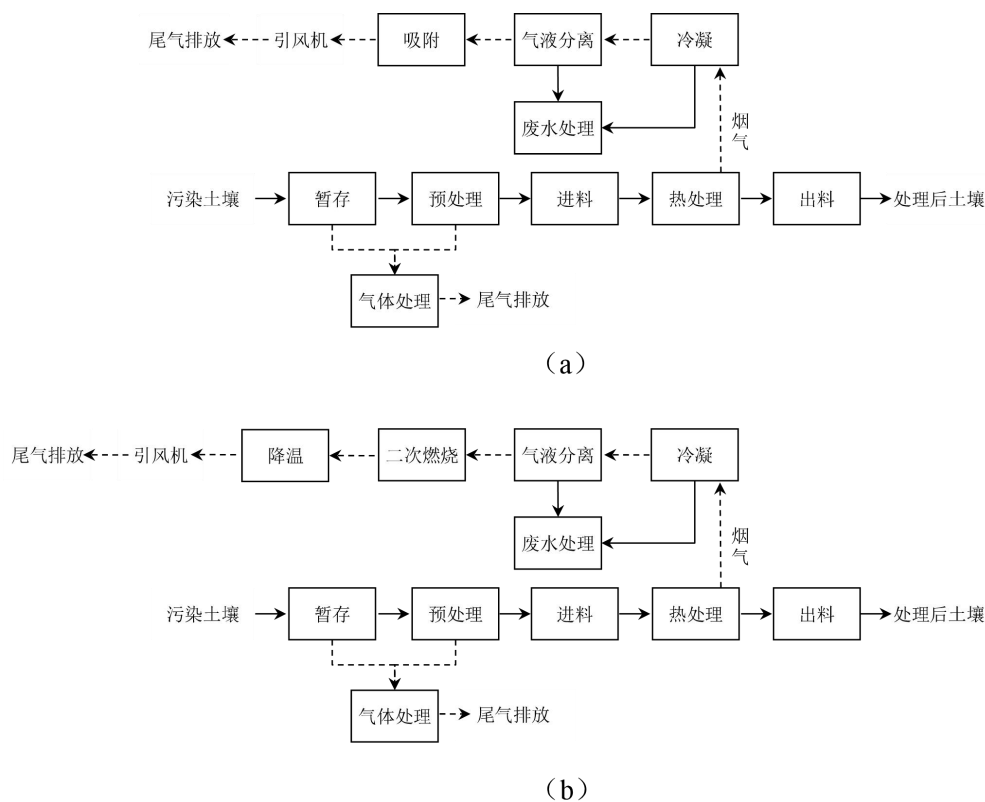 尾气排放 引风机 吸附 气液分离 冷凝
废水处理
烟气
污染土壤 暂存 预处理 进料 热处理 出料 处理后土壤
气体处理 尾气排放
（a）
尾气排放 引风机 降温 二次燃烧 气液分离 冷凝
废水处理
烟气
污染土壤 暂存 预处理 进料 热处理 出料 处理后土壤
气体处理 尾气排放
（b）